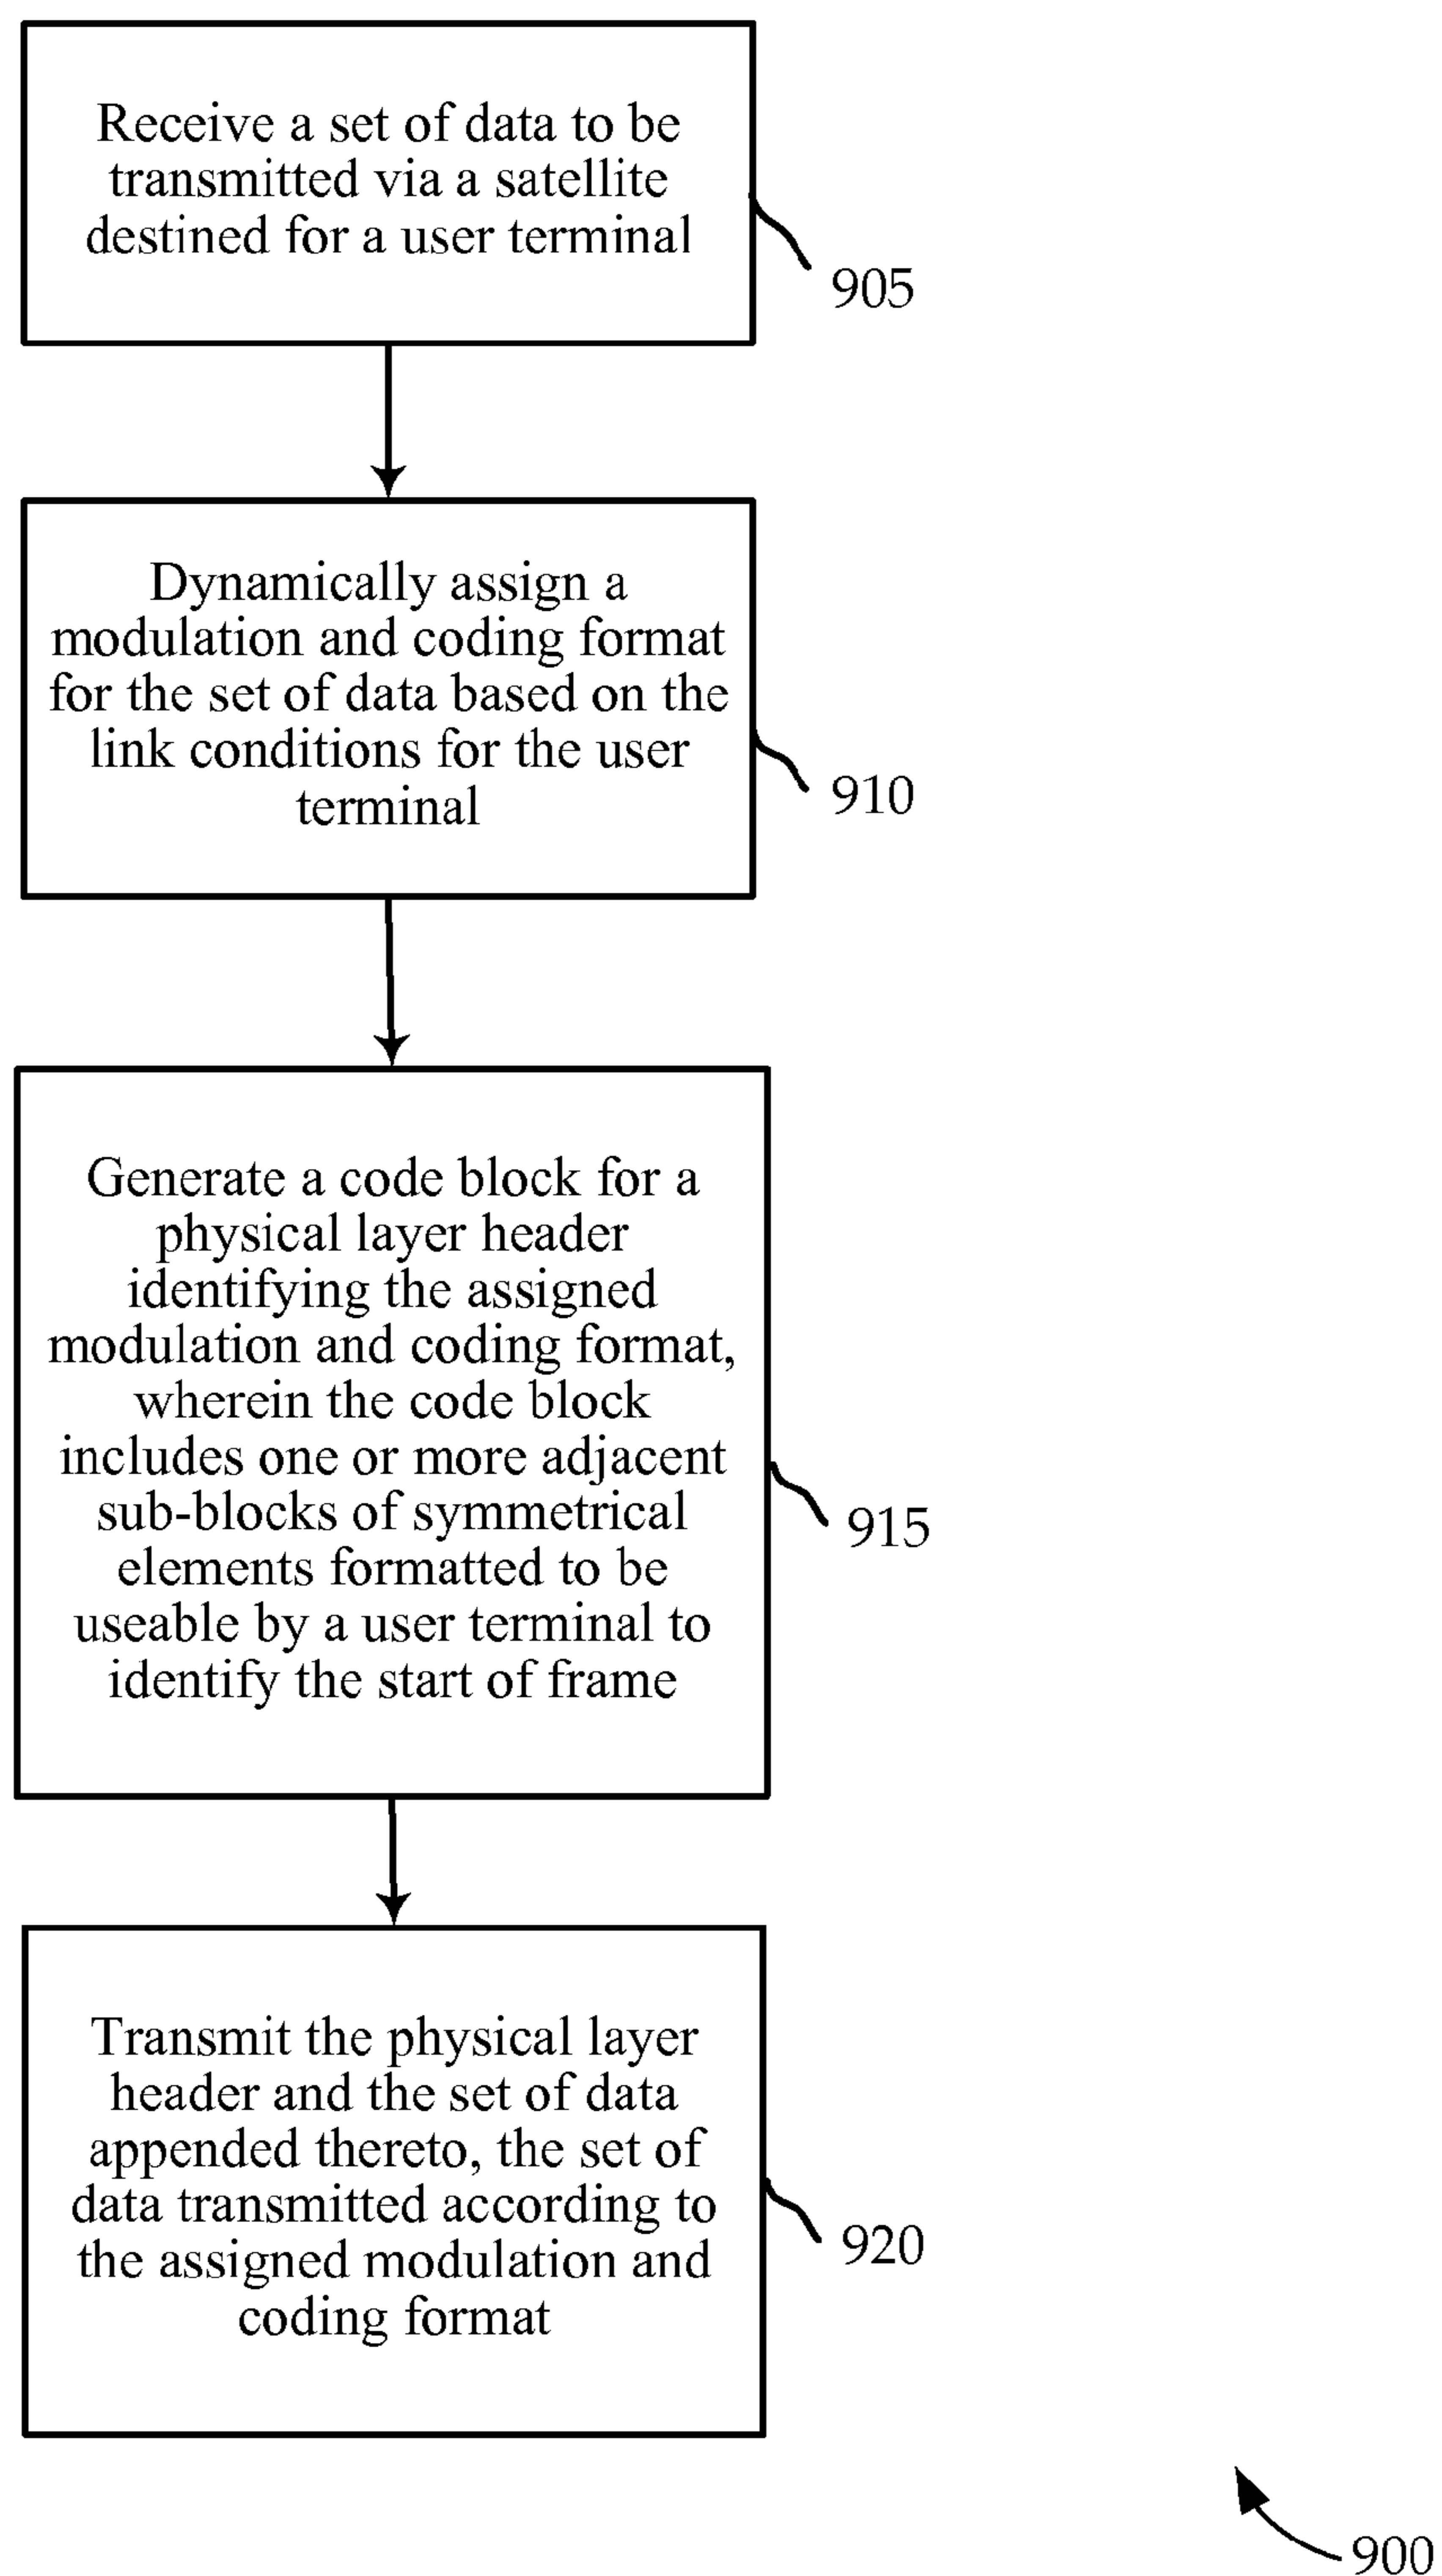 Receive a set of data to be
transmitted via a satellite
destined for a user terminal
905
Dynamically assign a
modulation and coding format
for the set of data based on the
link conditions for the user
terminal
910
Generate a code block for a
physical layer header
identifying the assigned
modulation and coding format,
wherein the code block
includes one or more adjacent
sub-blocks of symmetrical
elements formatted to be
useable by a user terminal to
identify the start of frame
915
Transmit the physical layer
header and the set of data
appended thereto, the set of
data transmitted according to
the assigned modulation and
coding format
920
900